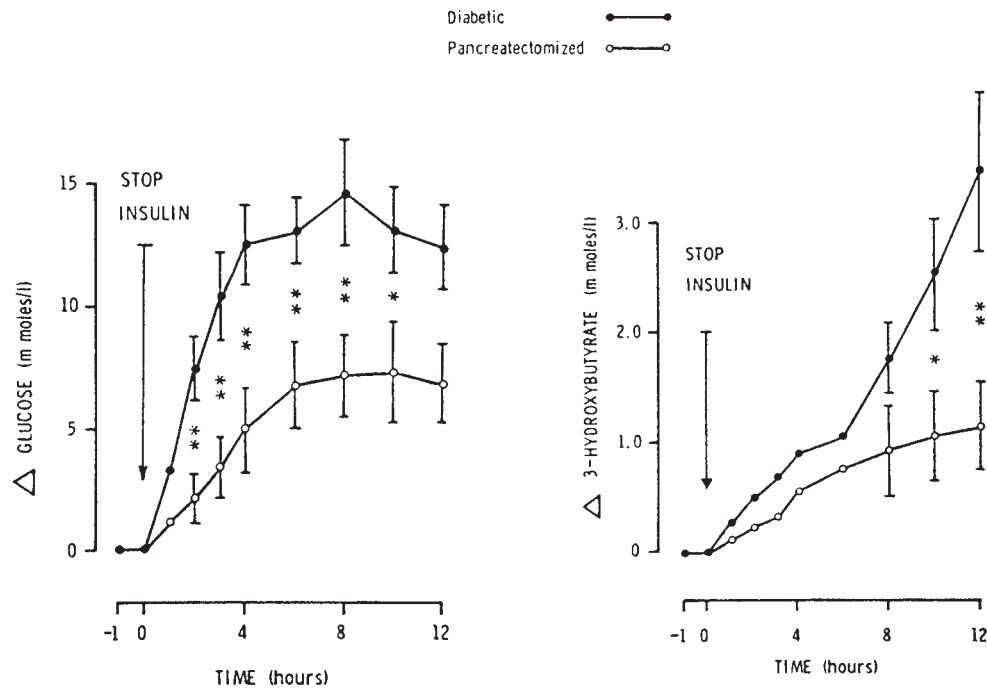 Diabetic
Pancreatectomized
STOP
INSULIN
△ GLUCOSE (m moles/l)
15
10
5
0
**
**
**
**
**
*
-1 0 4 8 12
TIME (hours)
STOP
INSULIN
△ 3-HYDROXYBUTYRATE (m moles/l)
3.0
2.0
1.0
0
*
**
-1 0 4 8 12
TIME (hours)